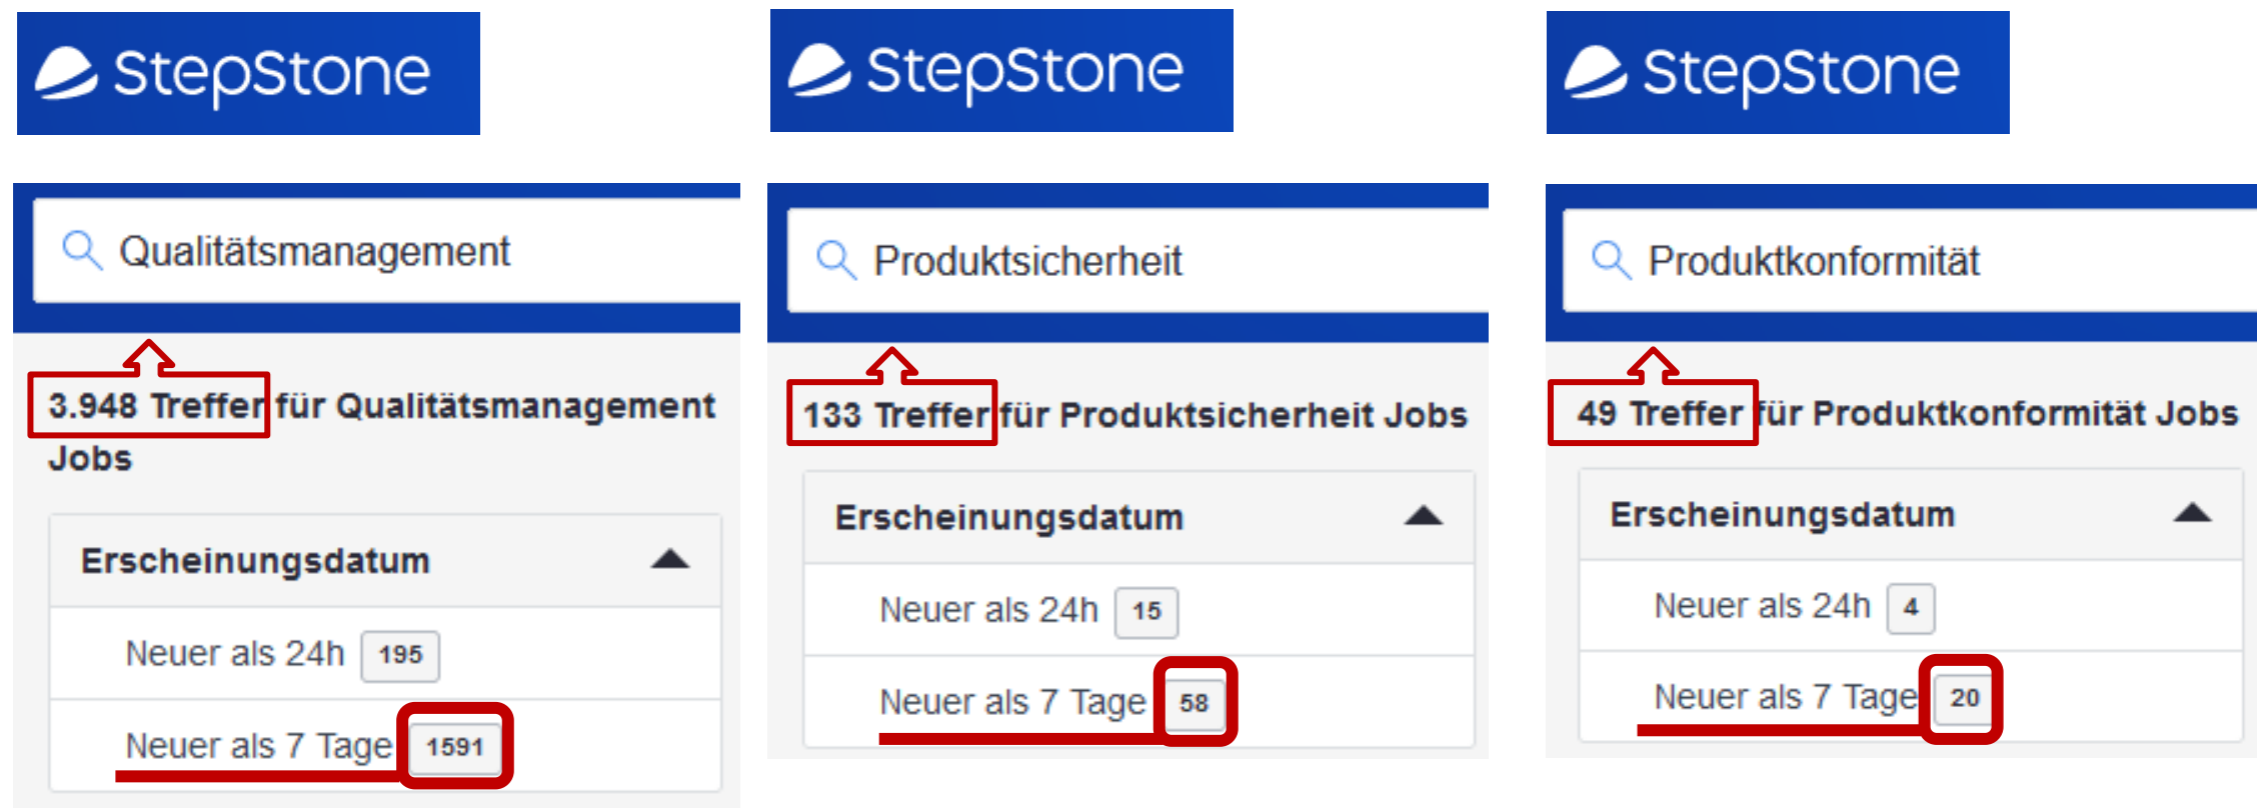 StepStone
Qualitätsmanagement
3.948 Treffer für Qualitätsmanagement
Jobs
Erscheinungsdatum
Neuer als 24h 195
Neuer als 7 Tage 1591
StepStone
Produktsicherheit
133 Treffer für Produktsicherheit Jobs
Erscheinungsdatum
Neuer als 24h 15
Neuer als 7 Tage 58
StepStone
Produktkonformität
49 Treffer für Produktkonformität Jobs
Erscheinungsdatum
Neuer als 24h 4
Neuer als 7 Tage 20